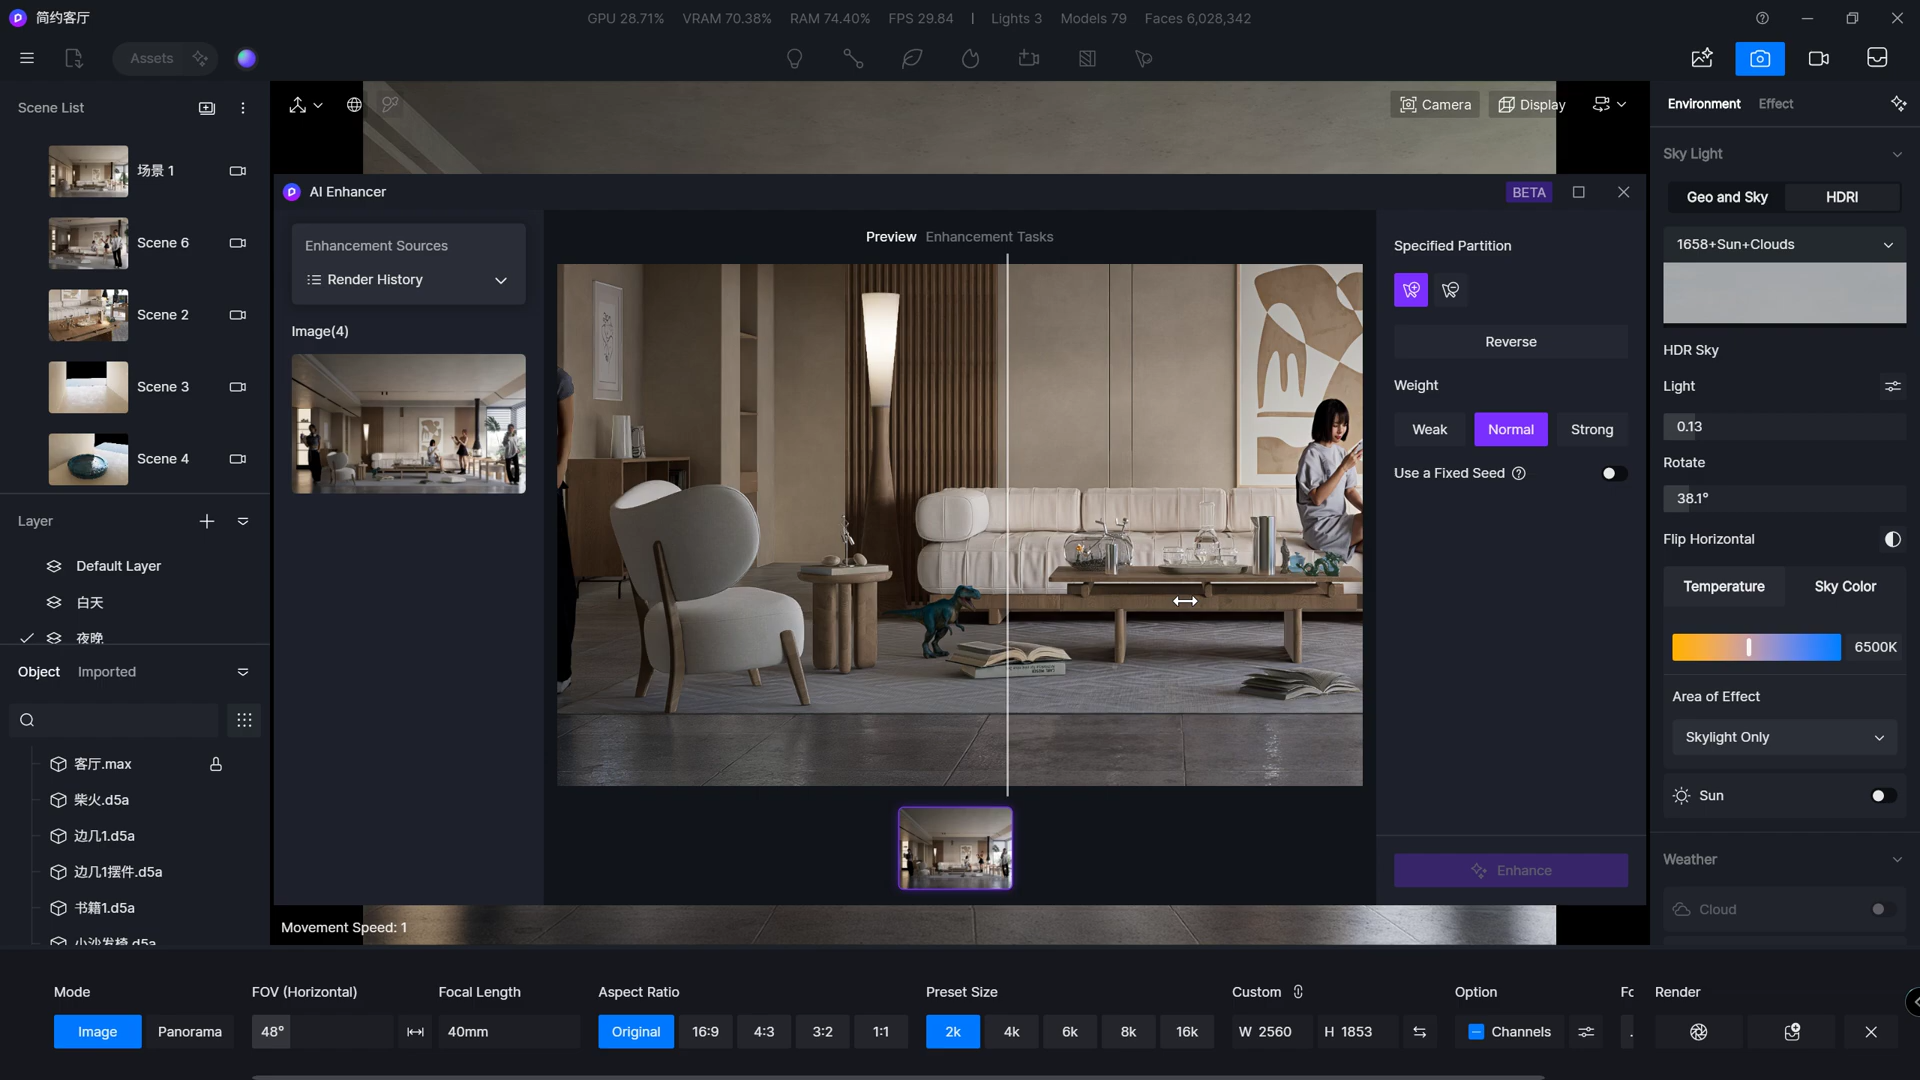 简约客厅
GPU 28.71% VRAM 70.38% RAM 74.40% FPS 29.84 | Lights 3 Models 79 Faces 6,028,342
Assets
Scene List
场景 1
Scene 6
Scene 2
Scene 3
Scene 4
Layer
Default Layer
白天
夜晚
Object Imported
客厅.max
柴火.d5a
边几1.d5a
边几1摆件.d5a
书籍1.d5a
小沙发椅.d5a
Camera Display
AI Enhancer
BETA
Enhancement Sources
Render History
Image(4)
Preview Enhancement Tasks
Specified Partition
Reverse
Weight
Weak Normal Strong
Use a Fixed Seed
Enhance
Movement Speed: 1
Environment Effect
Sky Light
Geo and Sky HDRI
1658+Sun+Clouds
HDR Sky
Light
0.13
Rotate
38.1°
Flip Horizontal
Temperature Sky Color
6500K
Area of Effect
Skylight Only
Sun
Weather
Cloud
Mode FOV (Horizontal) Focal Length Aspect Ratio Preset Size Custom Option Fc Render
Image Panorama 48° 40mm Original 16:9 4:3 3:2 1:1 2k 4k 6k 8k 16k W 2560 H 1853 Channels